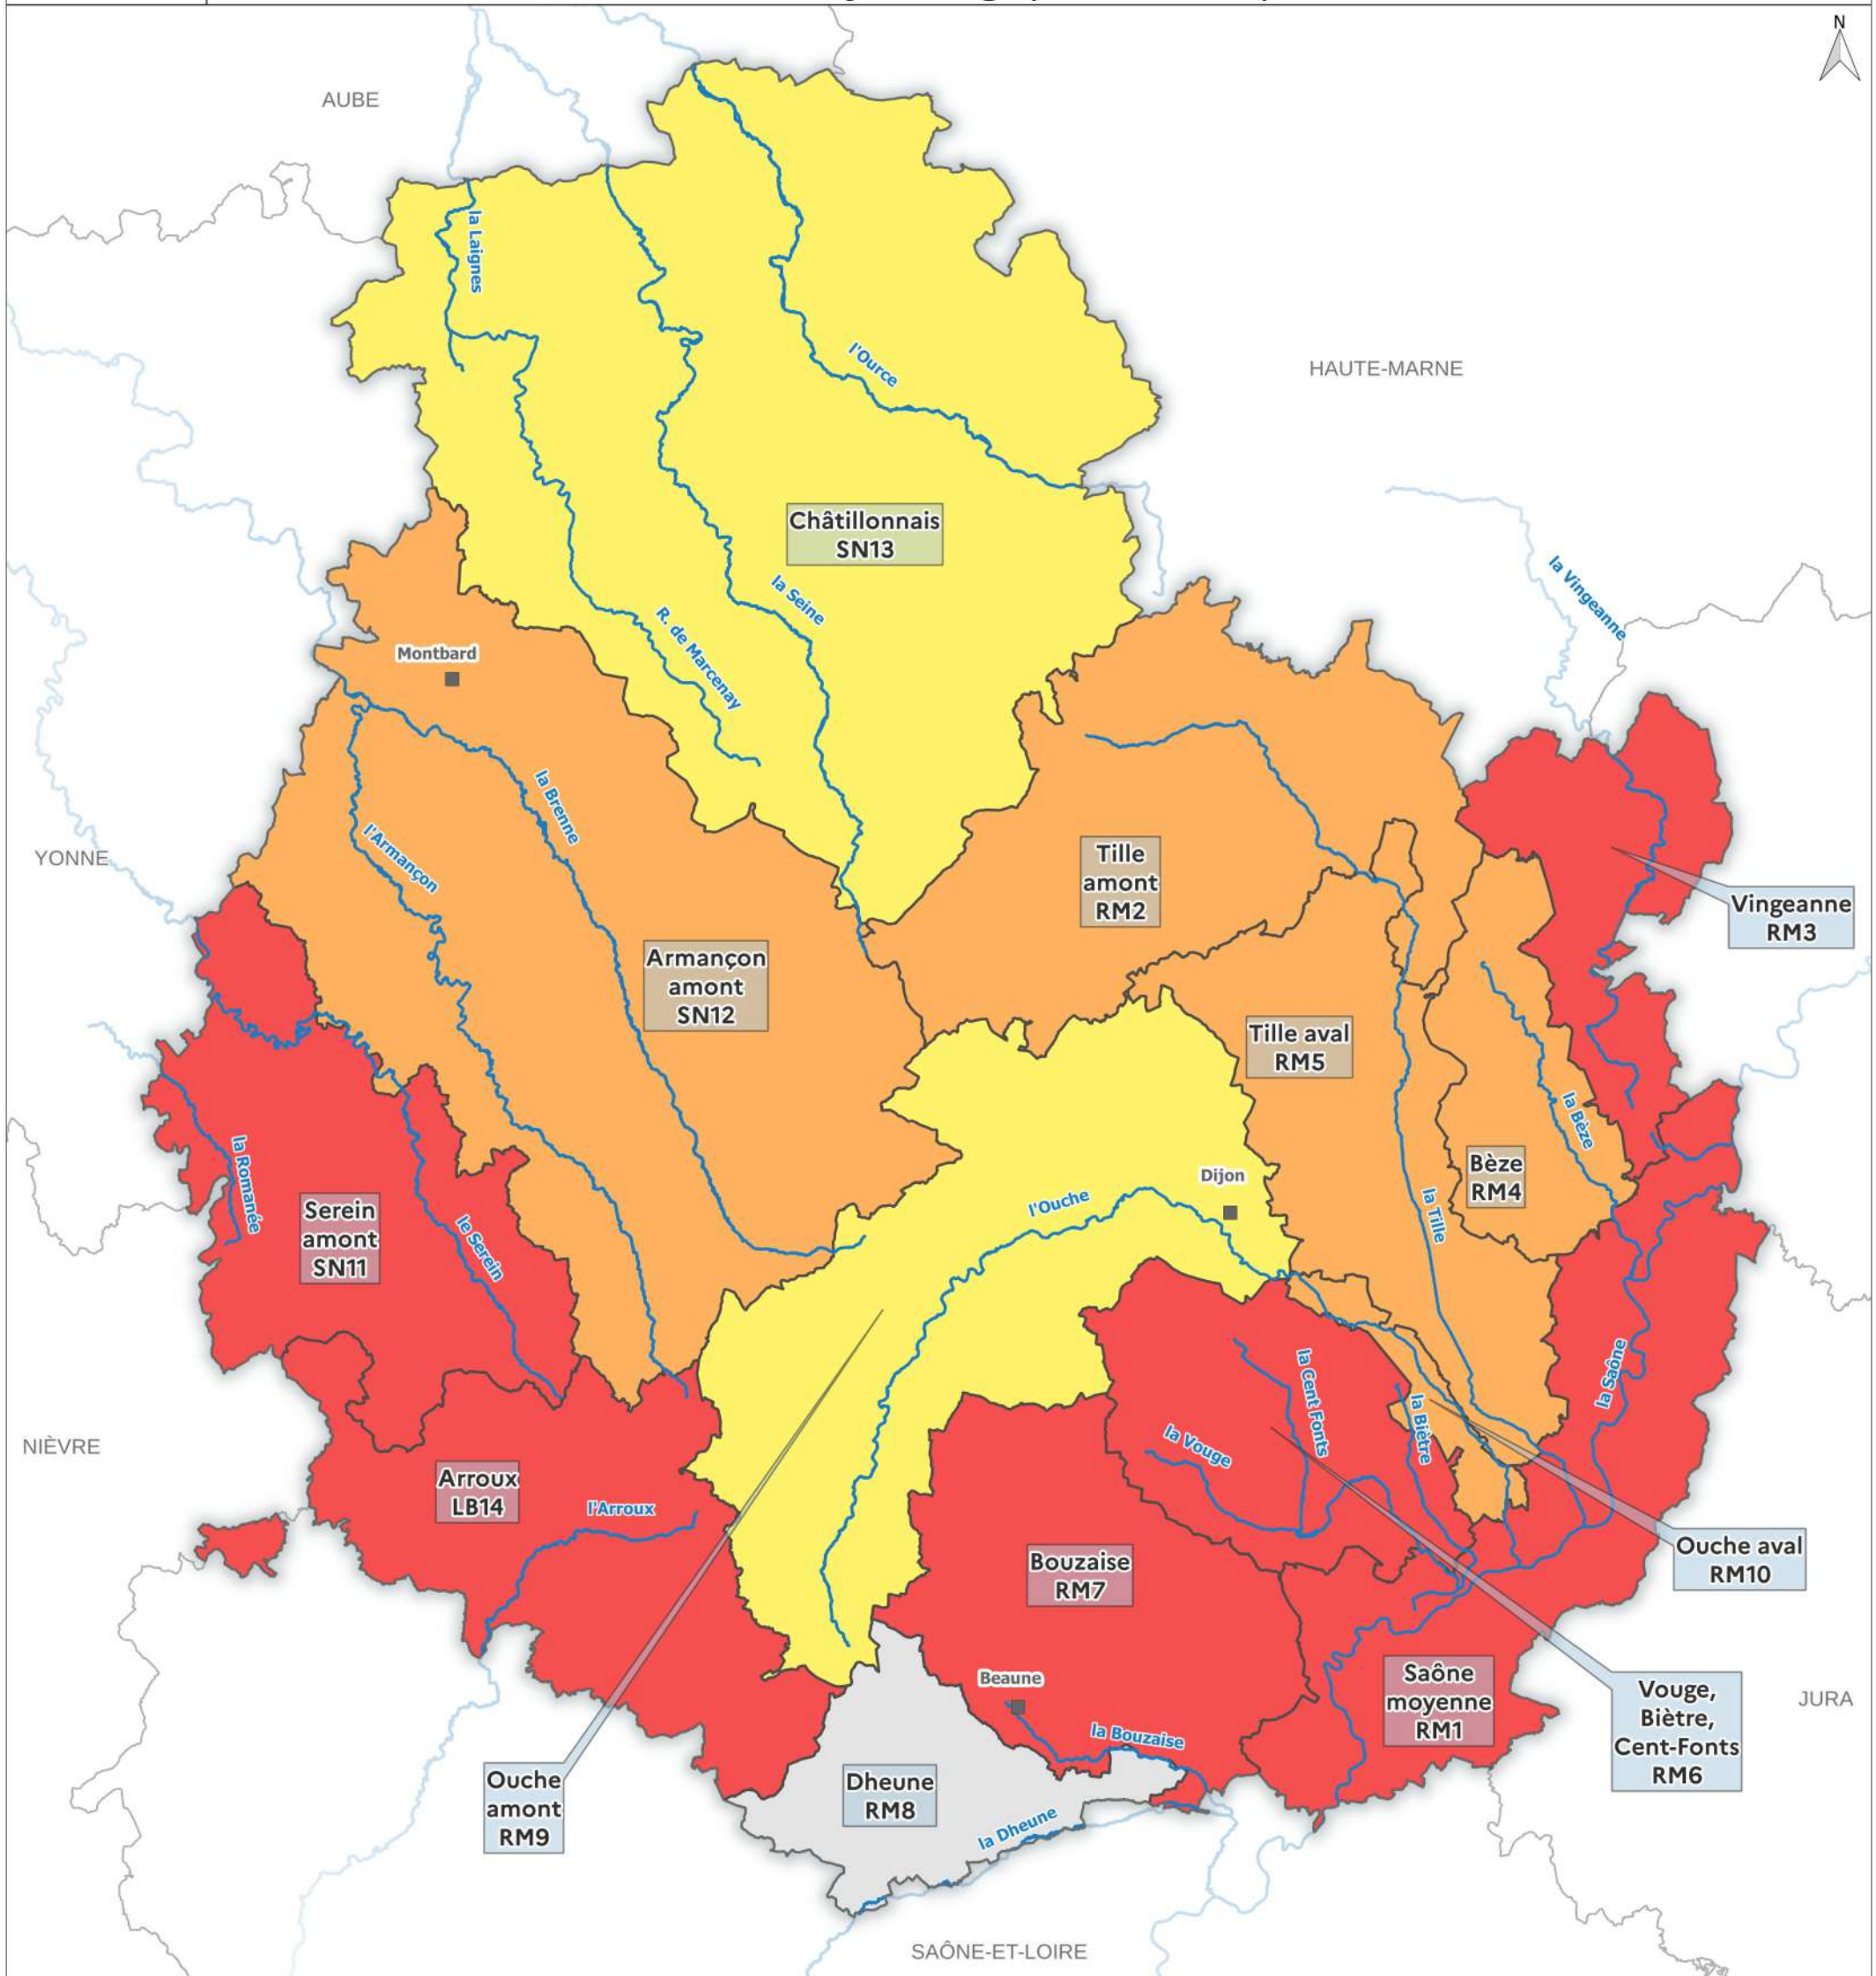 N
AUBE
la Laignes
l'Ource
HAUTE-MARNE
Châtillonnais
SN13
la Vingeanne
la Seine
R. de Marcenay
Montbard
la Brenne
l'Armançon
YONNE
Tille
amont
RM2
Vingeanne
RM3
Armançon
amont
SN12
Tille aval
RM5
la Bèze
la Romanée
Bèze
RM4
Dijon
l'Ouche
la Tille
Serein
amont
SN11
le Serein
la Saône
la Cent Fonts
la Biètre
la Vouge
NIÈVRE
Arroux
LB14
l'Arroux
Ouche aval
RM10
Bouzaise
RM7
Beaune
Saône
moyenne
RM1
Vouge,
Biètre,
Cent-Fonts
RM6
JURA
la Bouzaise
Ouche
amont
RM9
Dheune
RM8
la Dheune
SAÔNE-ET-LOIRE